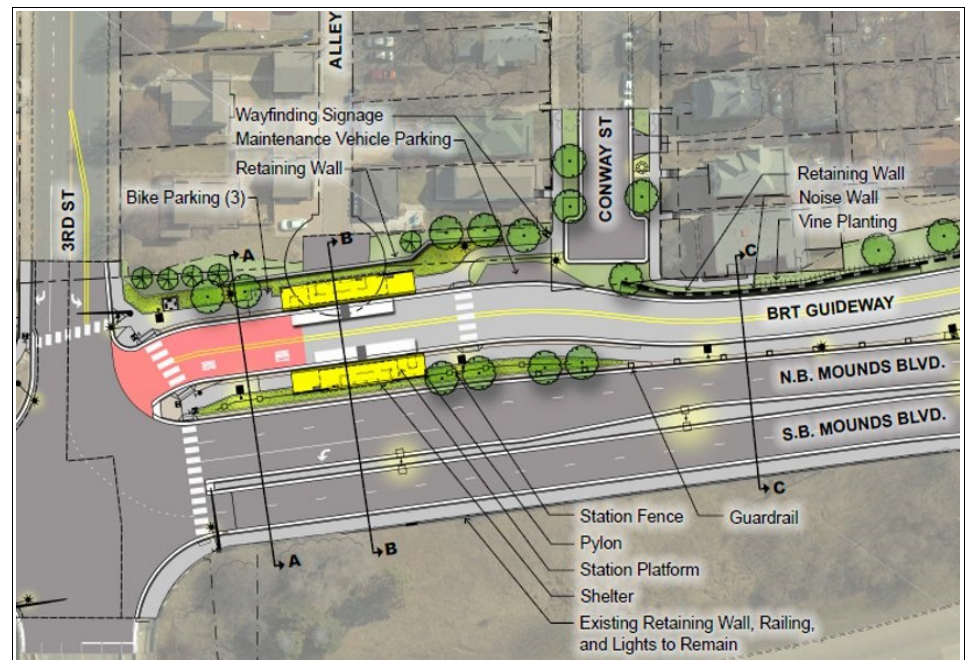 ALLEY
Wayfinding Signage
Maintenance Vehicle Parking
Retaining Wall
Bike Parking (3)
3RD ST
CONWAY ST
Retaining Wall
Noise Wall
Vine Planting
A
B
C
BRT GUIDEWAY
N.B. MOUNDS BLVD.
S.B. MOUNDS BLVD.
C
Station Fence
Guardrail
Pylon
B
A
Station Platform
Shelter
Existing Retaining Wall, Railing,
and Lights to Remain